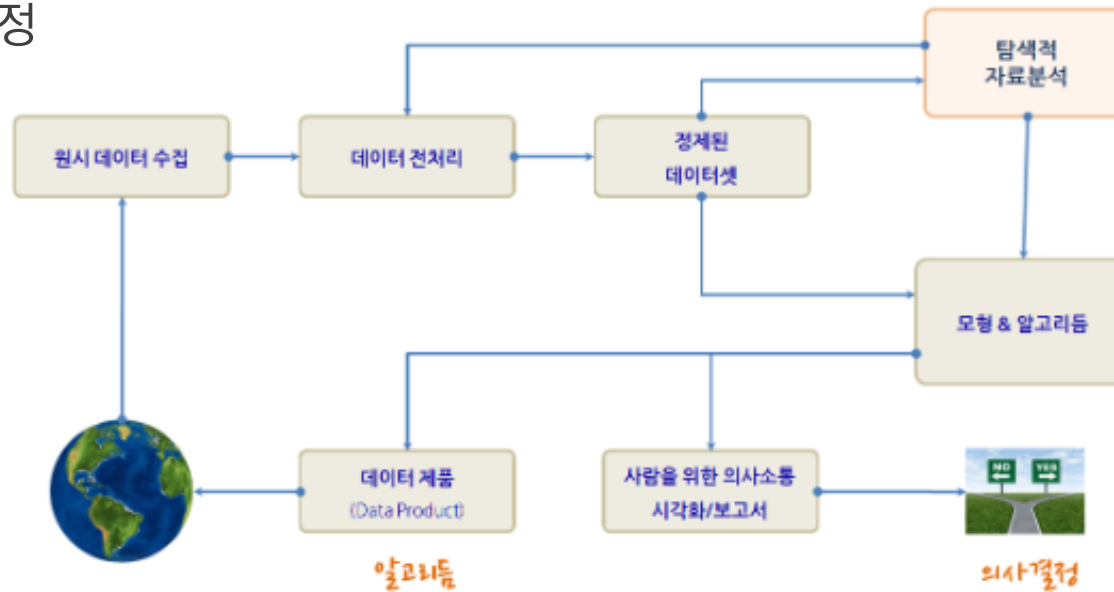 정
탐색적
자료분석
원시 데이터 수집
데이터 전처리
정제된
데이터셋
모형 & 알고리듬
데이터 제품
(Data Product)
사람을 위한 의사소통
시각화/보고서
NO
YES
알고리듬
의사결정